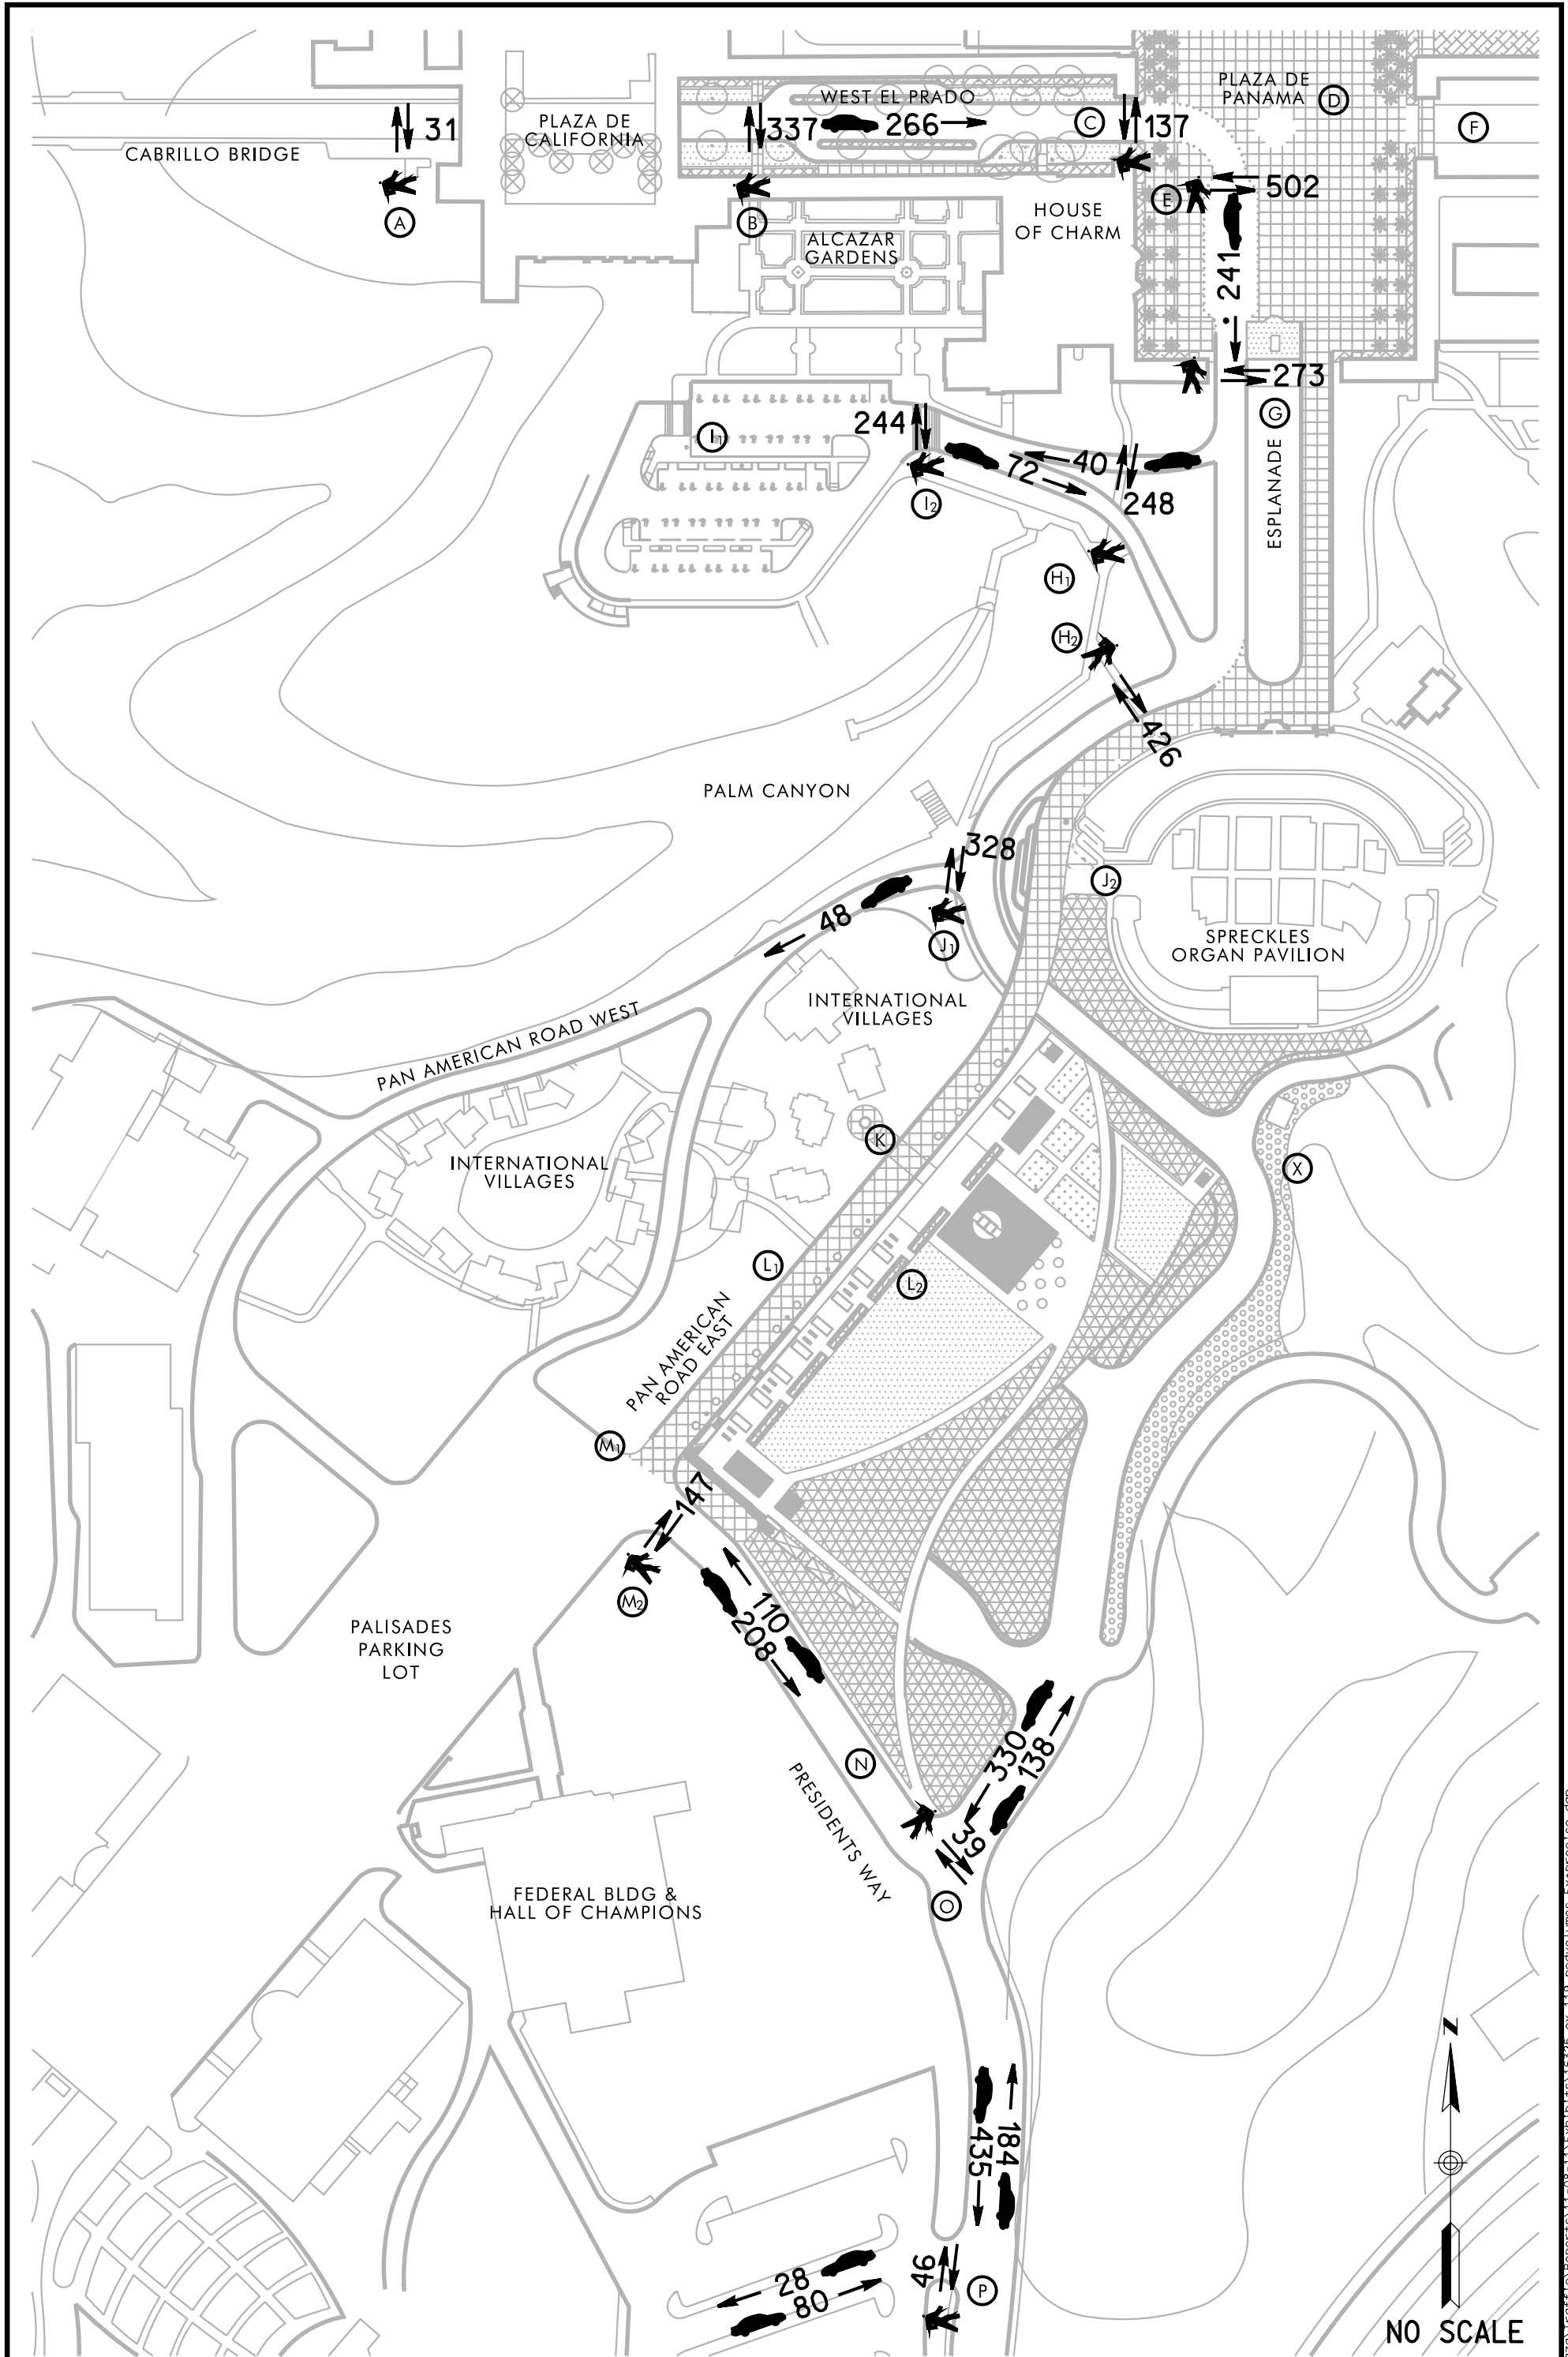 WEST EL PRADO
PLAZA DE
PANAMA
D
31
PLAZA DE
CALIFORNIA
337
266
C
137
F
CABRILLO BRIDGE
A
B
E
502
HOUSE
OF CHARM
ALCAZAR
GARDENS
241
273
G
ESPLANADE
I1
244
72
40
248
I2
H1
H2
426
PALM CANYON
328
J2
48
J1
SPRECKLES
ORGAN PAVILION
INTERNATIONAL
VILLAGES
PAN AMERICAN ROAD WEST
K
INTERNATIONAL
VILLAGES
X
L1
L2
PAN AMERICAN
ROAD EAST
M1
147
M2
110
208
PALISADES
PARKING
LOT
330
138
N
PRESIDENTS WAY
39
O
FEDERAL BLDG &
HALL OF CHAMPIONS
N
435
184
46
P
28
80
NO SCALE